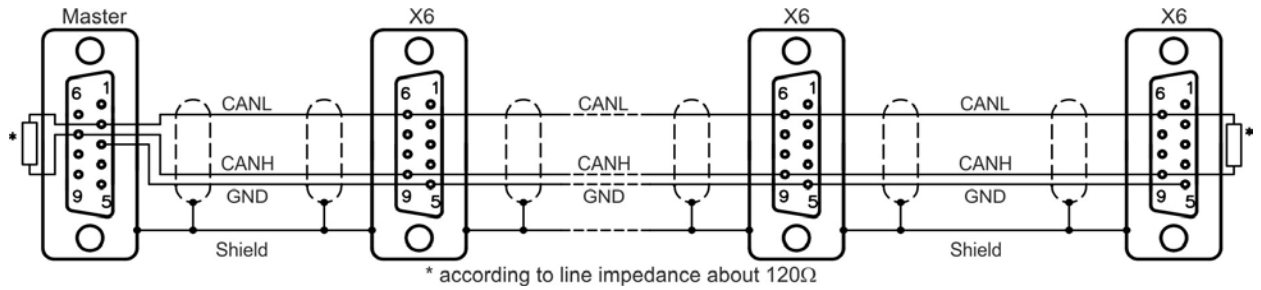 Master X6 X6 X6
6 1 6 1 6 1 6 1
* CANL CANL CANL *
CANH CANH CANH
9 5 GND 9 5 GND 9 5 GND 9 5
Shield Shield
* according to line impedance about 120Ω